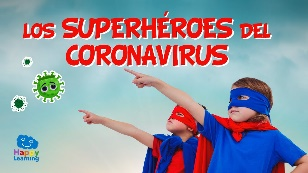 LOS SUPERHÉROES DEL
CORONAVIRUS
Happy
Learning